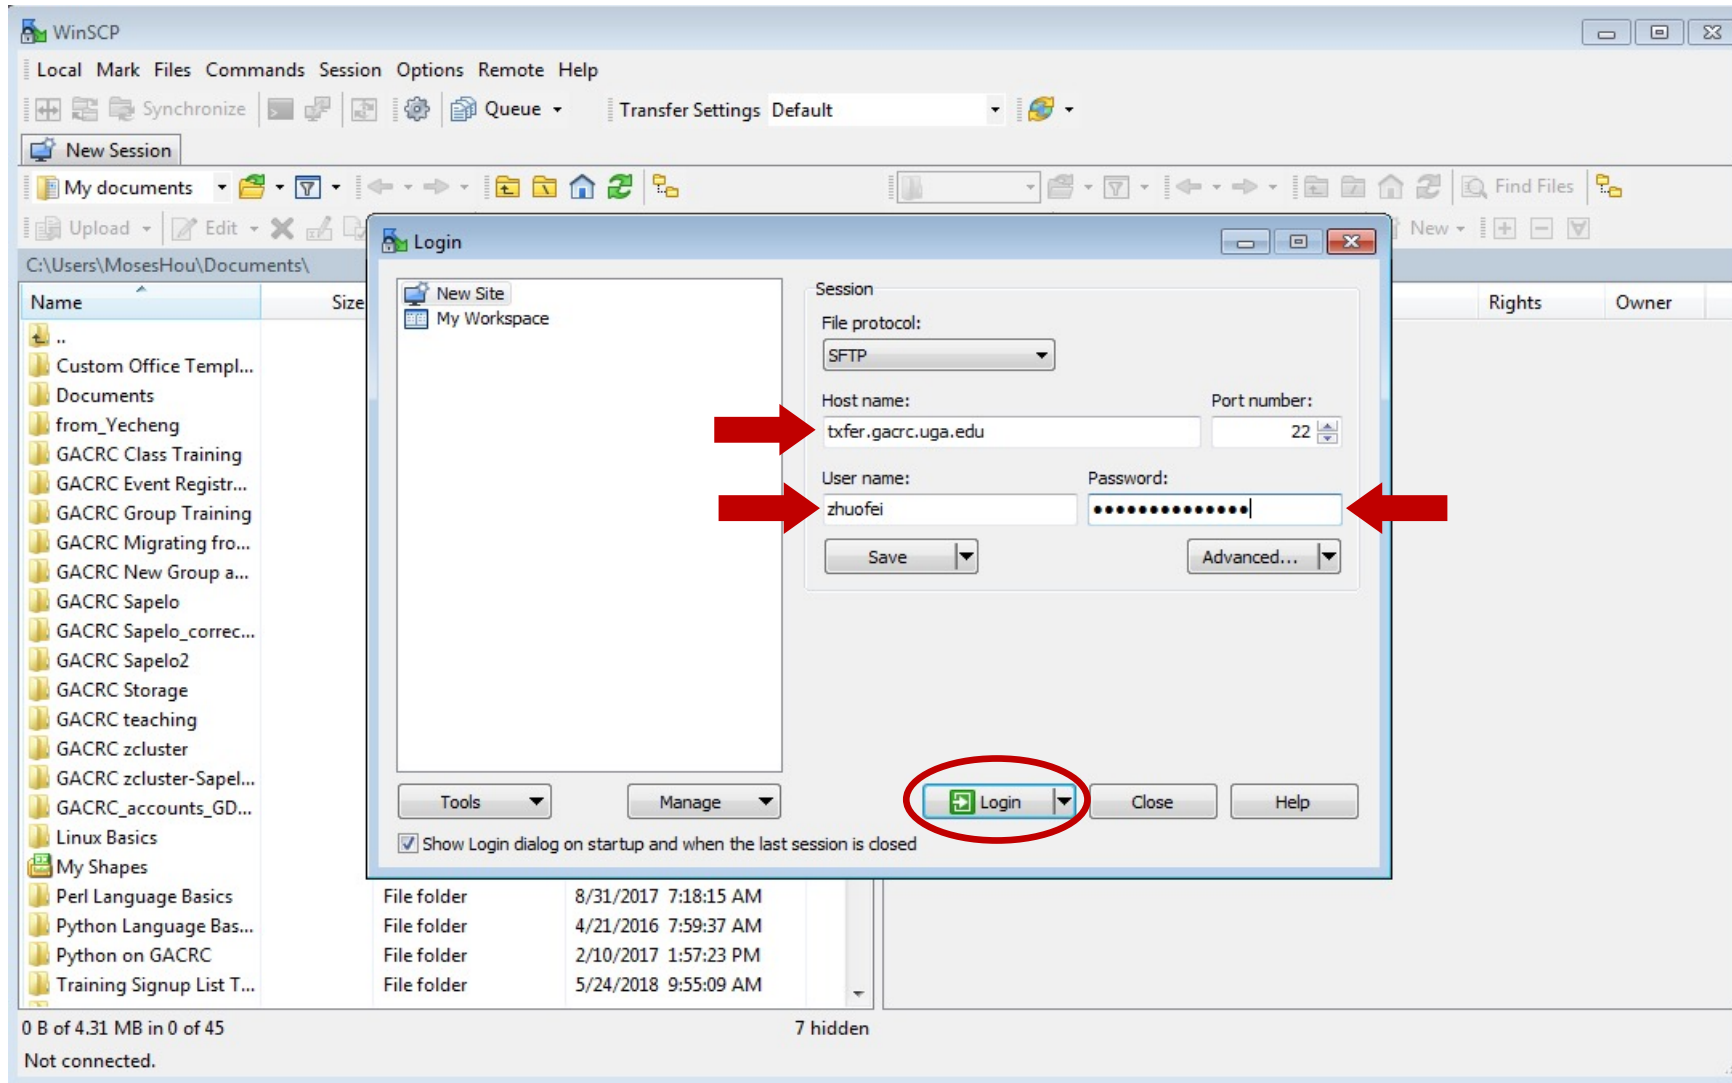 WinSCP
Local Mark Files Commands Session Options Remote Help
Synchronize Queue Transfer Settings Default
New Session
My documents Find Files
Upload Edit New
C:\Users\MosesHou\Documents\
Name Size Rights Owner
..
Custom Office Templ...
Documents
from_Yecheng
GACRC Class Training
GACRC Event Registr...
GACRC Group Training
GACRC Migrating fro...
GACRC New Group a...
GACRC Sapelo
GACRC Sapelo_correc...
GACRC Sapelo2
GACRC Storage
GACRC teaching
GACRC zcluster
GACRC zcluster-Sapel...
GACRC_accounts_GD...
Linux Basics
My Shapes
Perl Language Basics File folder 8/31/2017 7:18:15 AM
Python Language Bas... File folder 4/21/2016 7:59:37 AM
Python on GACRC File folder 2/10/2017 1:57:23 PM
Training Signup List T... File folder 5/24/2018 9:55:09 AM
Login
New Site
My Workspace
Session
File protocol:
SFTP
Host name: Port number:
txfer.gacrc.uga.edu 22
User name: Password:
zhuofei ••••••••••••••
Save Advanced...
Tools Manage Login Close Help
Show Login dialog on startup and when the last session is closed
0 B of 4.31 MB in 0 of 45 7 hidden
Not connected.